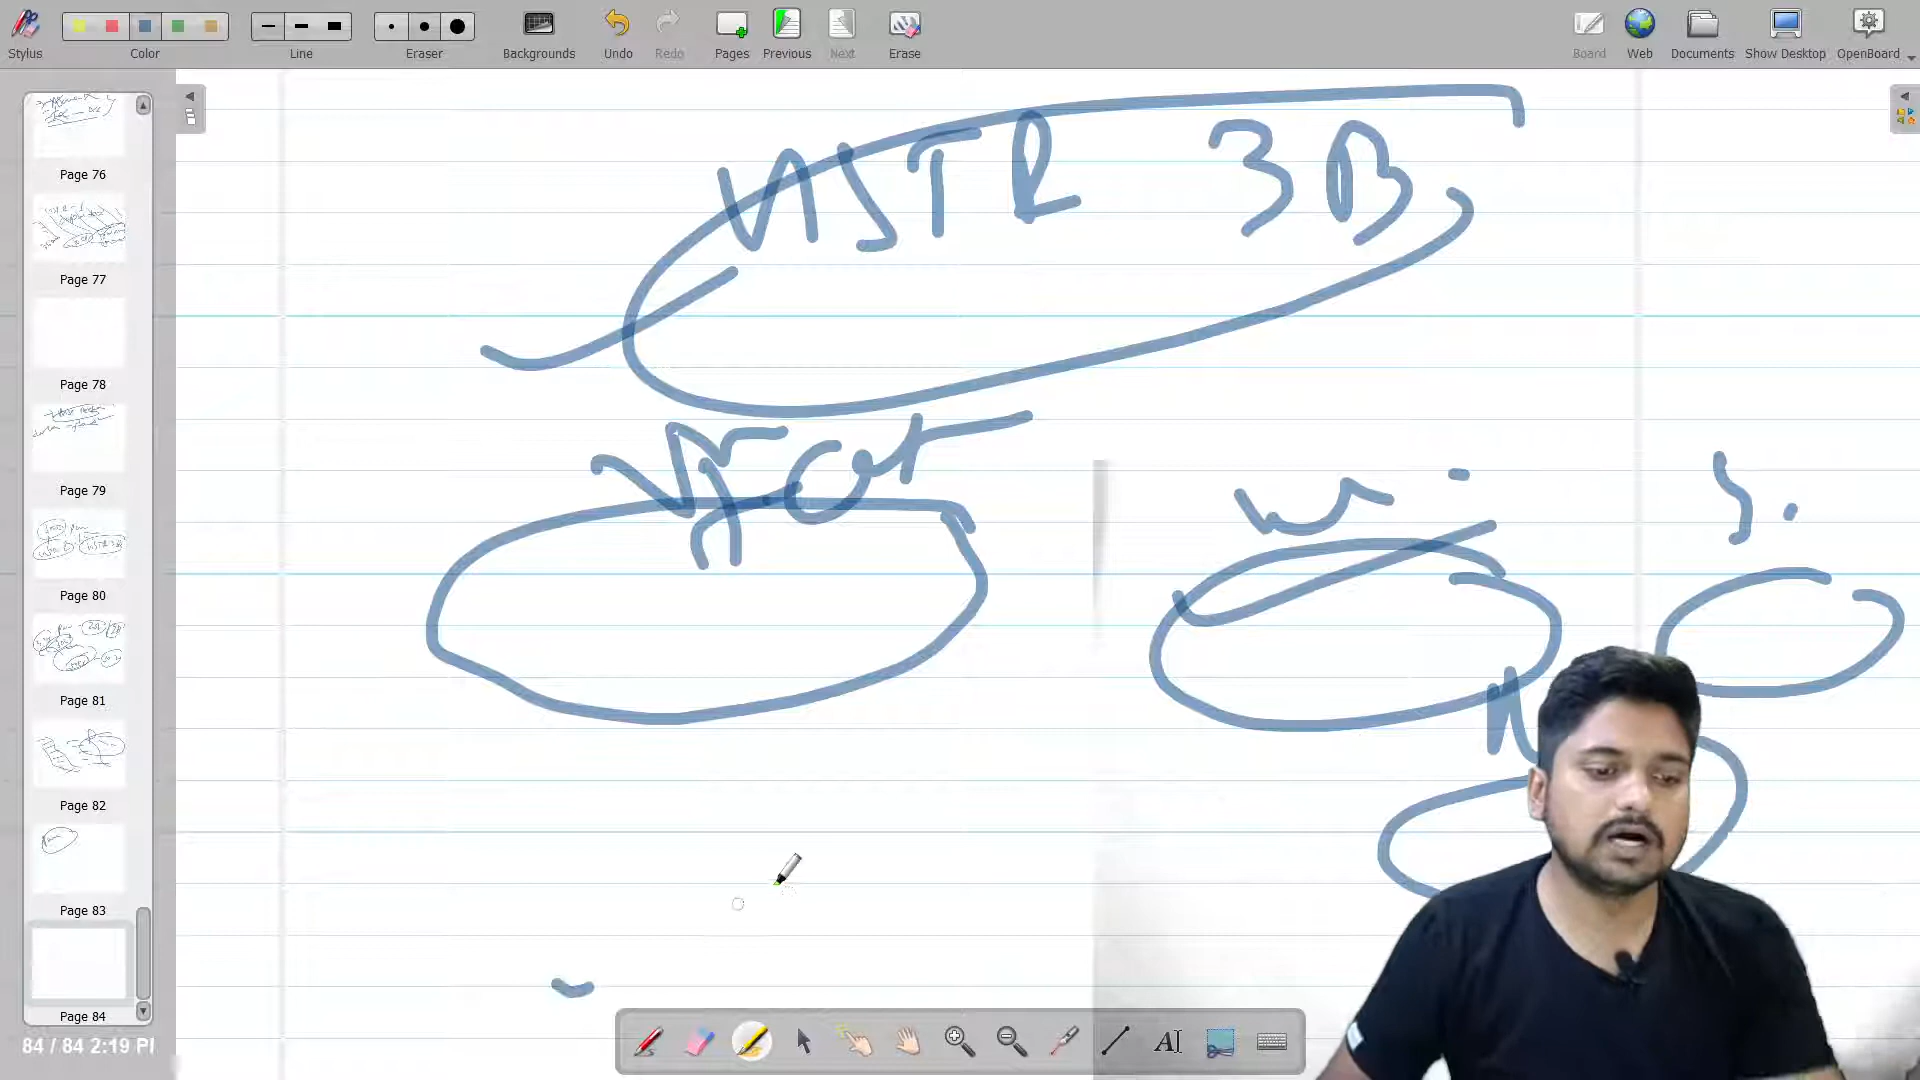 Stylus
Color
Line
Eraser
Backgrounds
Undo
Redo
Pages
Previous
Next
Erase
Board
Web
Documents
Show Desktop
OpenBoard
Page 76
Page 77
Page 78
Page 79
Page 80
Page 81
Page 82
Page 83
Page 84
84 / 84 2:19 PI
STR 3B